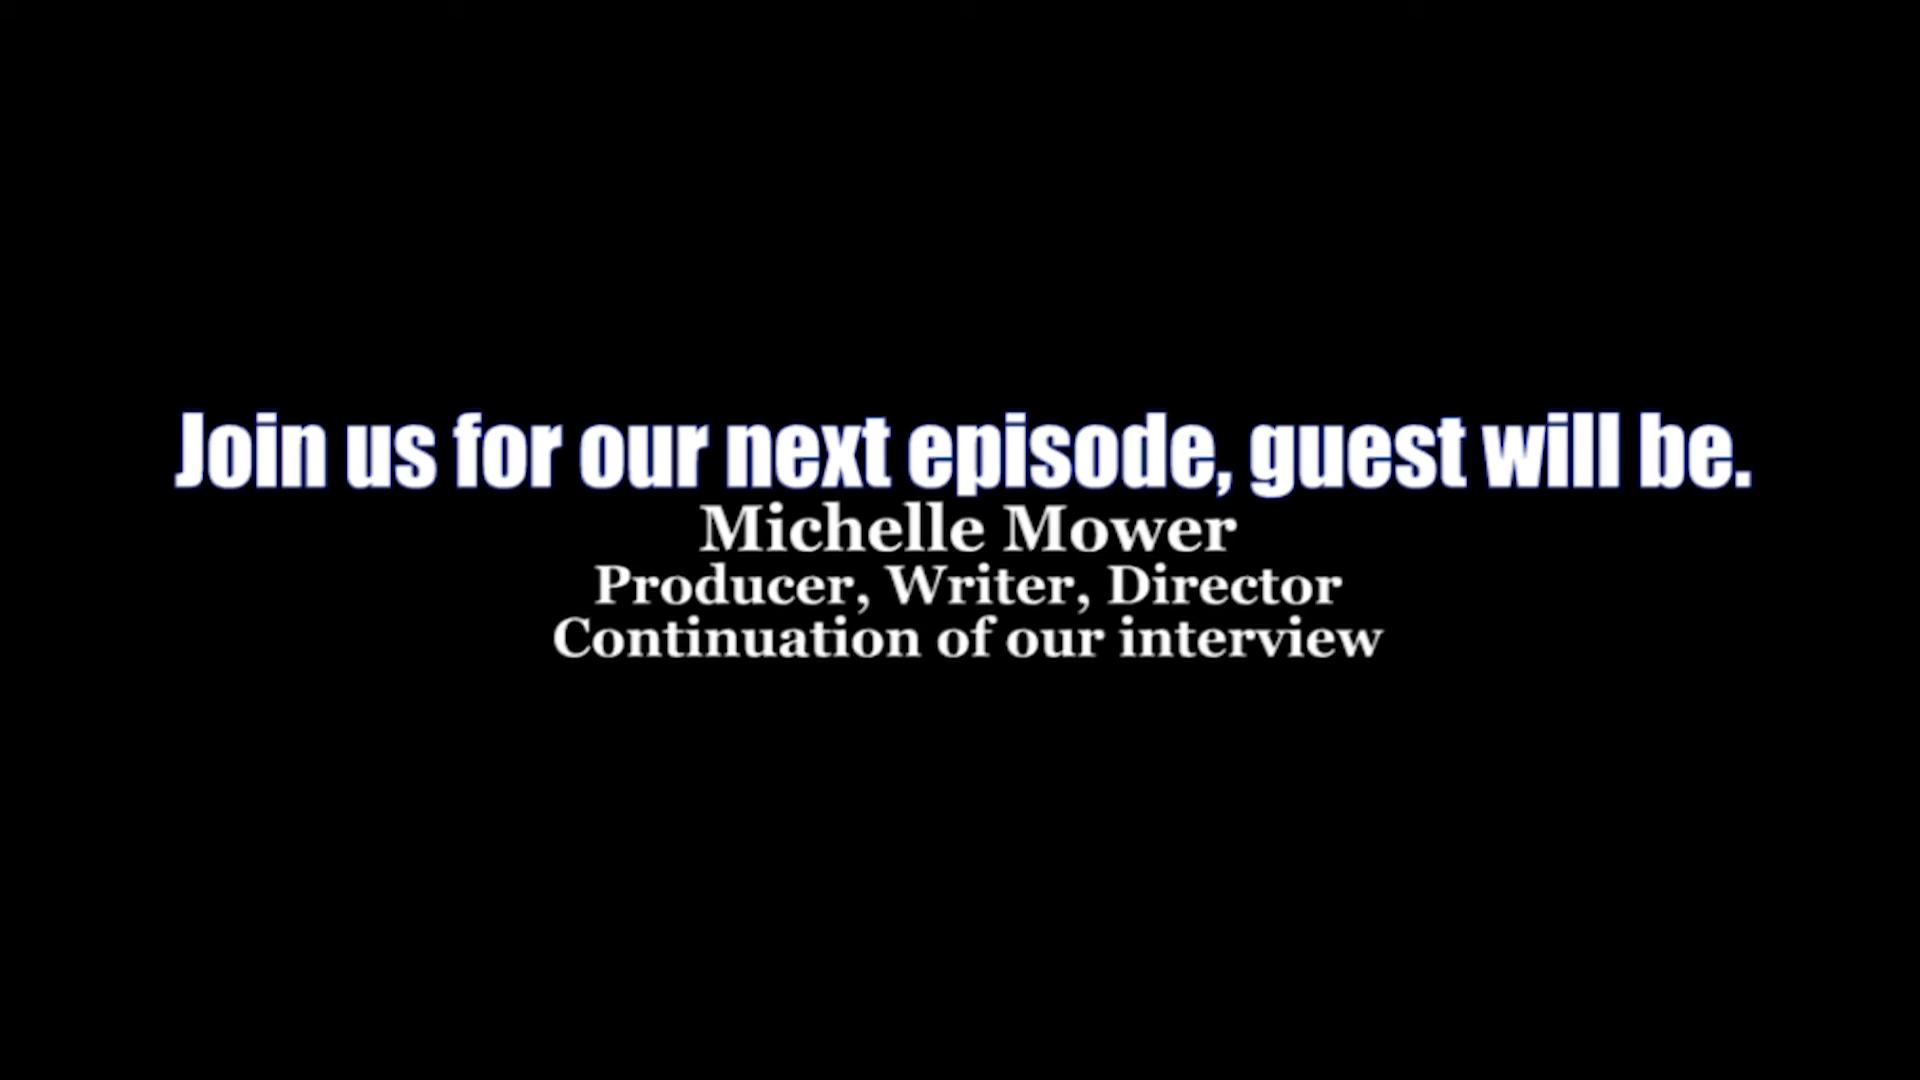 Join us for our next episode, guest will be.
Michelle Mower
Producer, Writer, Director
Continuation of our interview